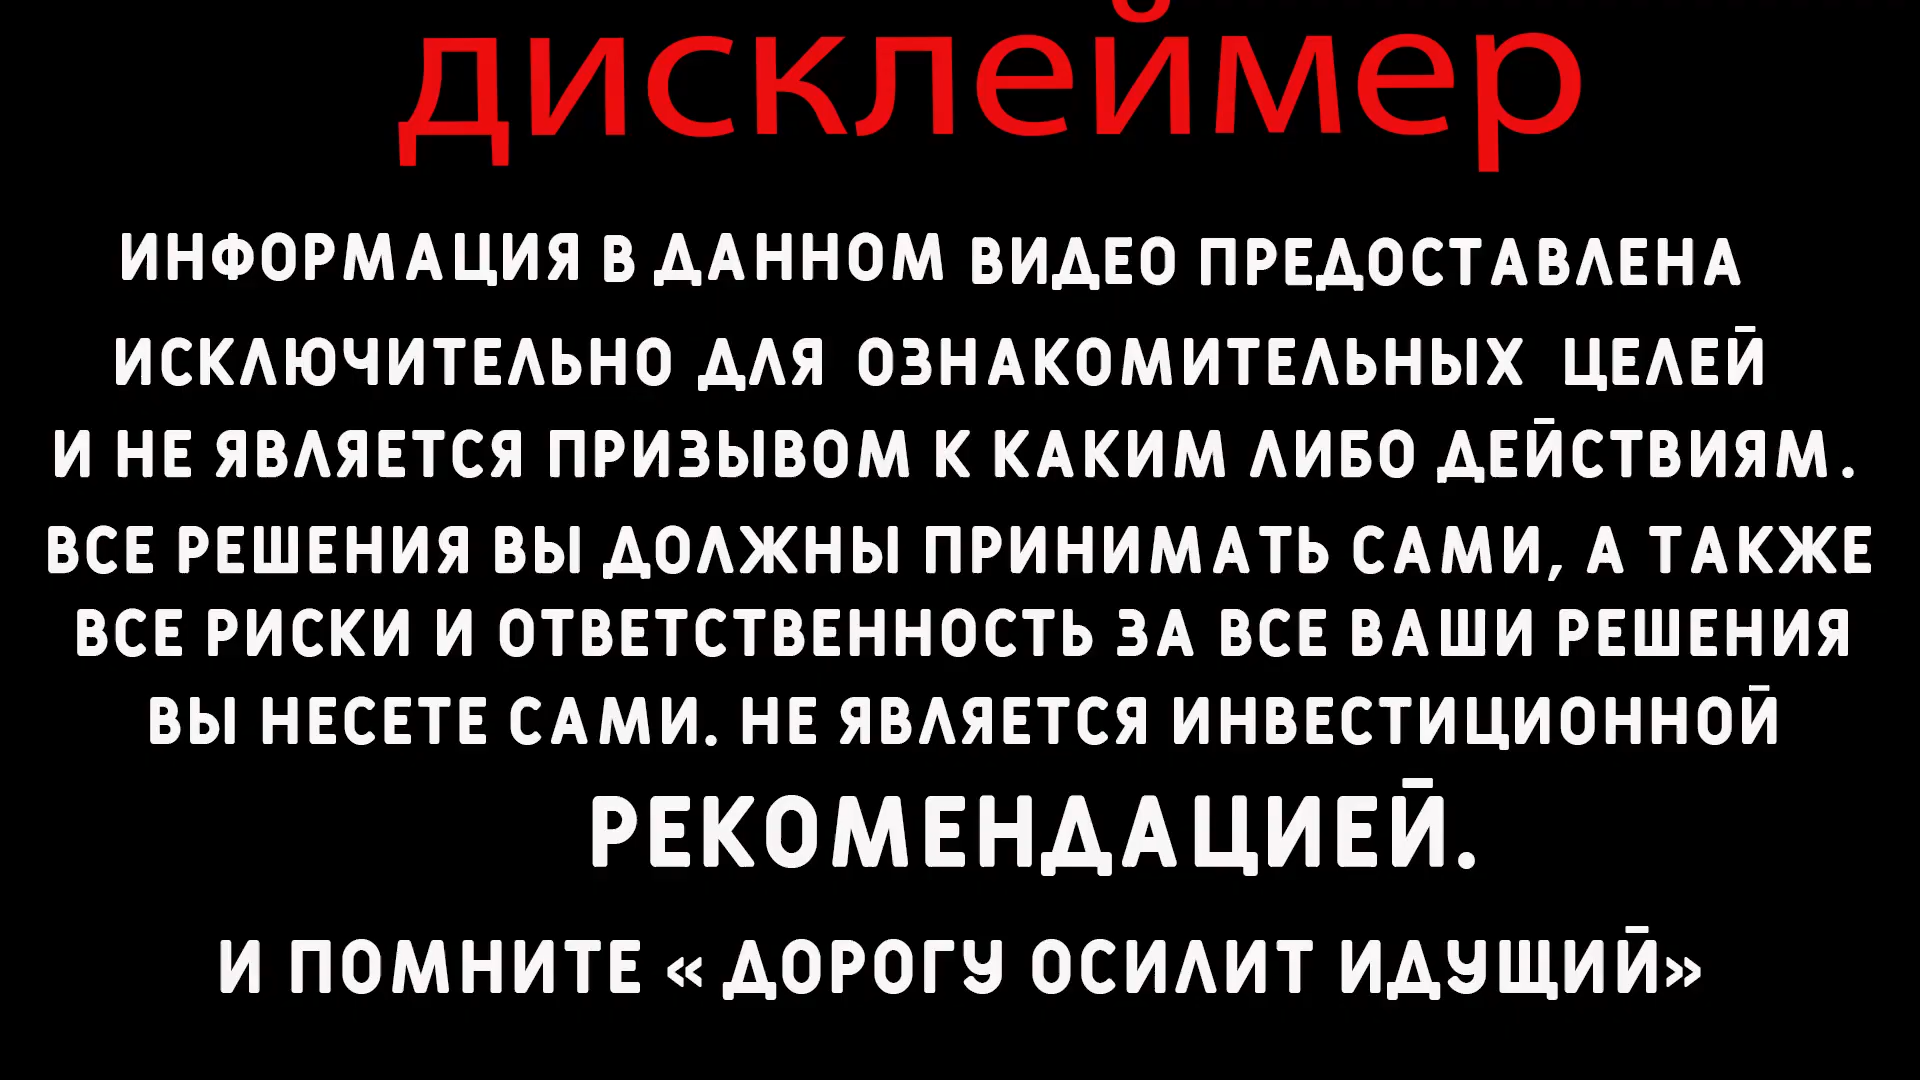 дисклеймер
ИНФОРМАЦИЯ В ДАННОМ ВИДЕО ПРЕДОСТАВЛЕНА
ИСКЛЮЧИТЕЛЬНО ДЛЯ ОЗНАКОМИТЕЛЬНЫХ ЦЕЛЕЙ
И НЕ ЯВЛЯЕТСЯ ПРИЗЫВОМ К КАКИМ ЛИБО ДЕЙСТВИЯМ.
ВСЕ РЕШЕНИЯ ВЫ ДОЛЖНЫ ПРИНИМАТЬ САМИ, А ТАКЖЕ
ВСЕ РИСКИ И ОТВЕТСТВЕННОСТЬ ЗА ВСЕ ВАШИ РЕШЕНИЯ
ВЫ НЕСЕТЕ САМИ. НЕ ЯВЛЯЕТСЯ ИНВЕСТИЦИОННОЙ
РЕКОМЕНДАЦИЕЙ.
И ПОМНИТЕ « ДОРОГУ ОСИЛИТ ИДУЩИЙ»